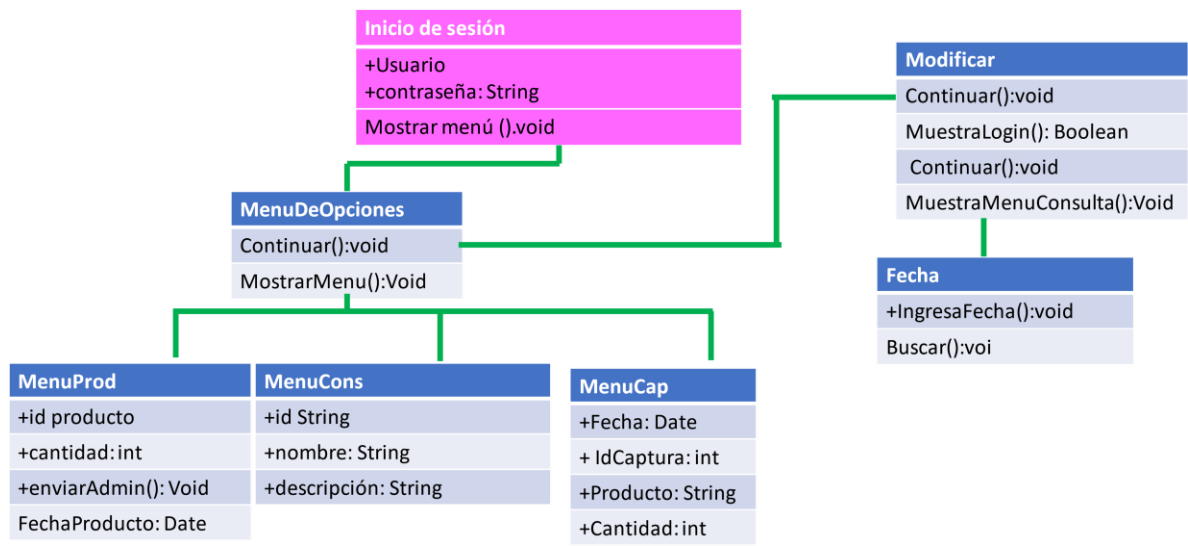 Inicio de sesión
+Usuario
+contraseña: String
Mostrar menú ().void
Modificar
Continuar():void
MuestraLogin(): Boolean
Continuar():void
MuestraMenuConsulta():Void
MenuDeOpciones
Continuar():void
MostrarMenu():Void
Fecha
+IngresaFecha():void
Buscar():voi
MenuProd
+id producto
+cantidad: int
+enviarAdmin(): Void
FechaProducto: Date
MenuCons
+id String
+nombre: String
+descripción: String
MenuCap
+Fecha: Date
+ IdCaptura: int
+Producto: String
+Cantidad: int